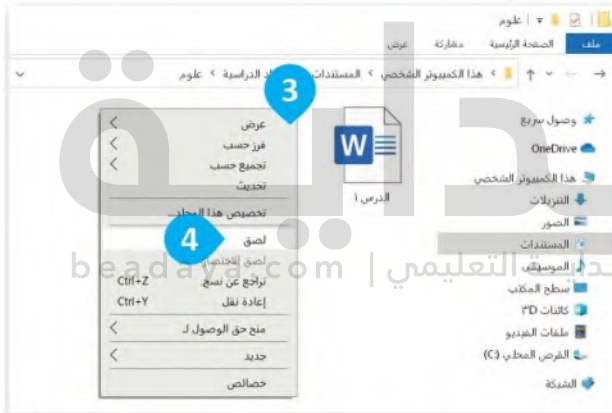 علوم
ملف الصفحة الرئيسية مشاركة عرض
هذا الكمبيوتر الشخصي > المستندات > الدراسية > علوم
3
وصول سريع
OneDrive
هذا الكمبيوتر الشخصي
التنزيلات
الصور
المستندات
الموسيقى
سطح المكتب
كائنات ٣D
ملفات الفيديو
القرص المحلي (C:)
الشبكة
W
الدرس ١
عرض
فرز حسب
تجميع حسب
تحديث
تخصيص هذا المجلد...
4
لصق
لصق الاختصار
تراجع عن نسخ Ctrl+Z
إعادة نقل Ctrl+Y
منح حق الوصول لـ
جديد
خصائص
بداية
beadaya.com | بداية التعليمي